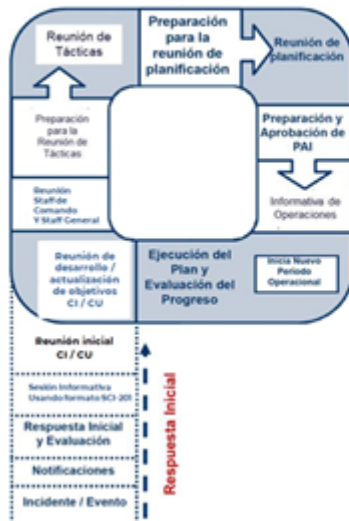 Reunión de
Tácticas
Preparación
para la
reunión de
planificación
Reunión de
planificación
Preparación
para la
Reunión de
Tácticas
Preparación y
Aprobación de
PAI
Reunión
Staff de
Comando
Y Staff General
Informativa de
Operaciones
Reunión de
desarrollo /
actualización
de objetivos
CI / CU
Ejecución del
Plan y
Evaluación del
Progreso
Inicia Nuevo
Periodo
Operacional
Reunión inicial
CI / CU
Sesión Informativa
Usando formato SCI-201
Respuesta Inicial
y Evaluación
Notificaciones
Incidente / Evento
Respuesta Inicial